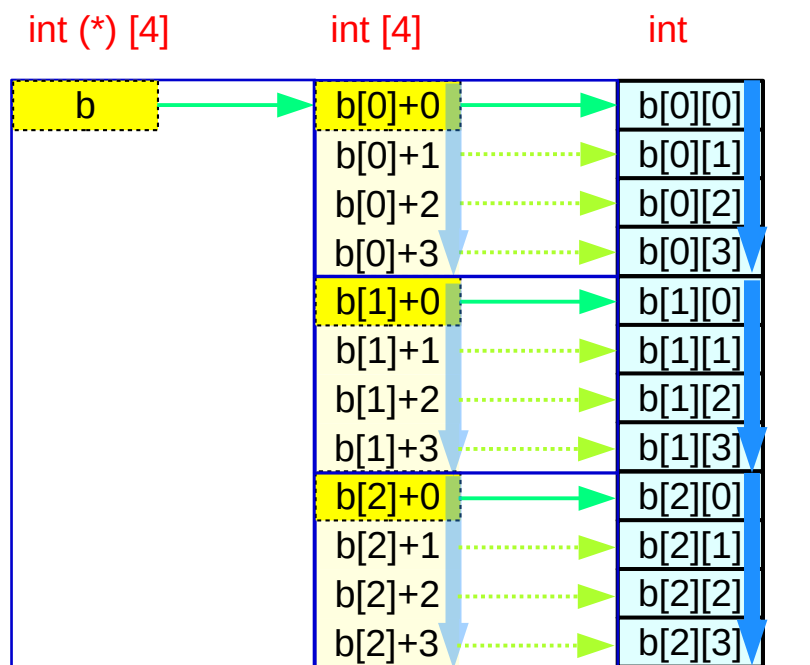 int (*) [4] int [4] int
b b[0]+0 b[0][0]
b[0]+1 b[0][1]
b[0]+2 b[0][2]
b[0]+3 b[0][3]
b[1]+0 b[1][0]
b[1]+1 b[1][1]
b[1]+2 b[1][2]
b[1]+3 b[1][3]
b[2]+0 b[2][0]
b[2]+1 b[2][1]
b[2]+2 b[2][2]
b[2]+3 b[2][3]